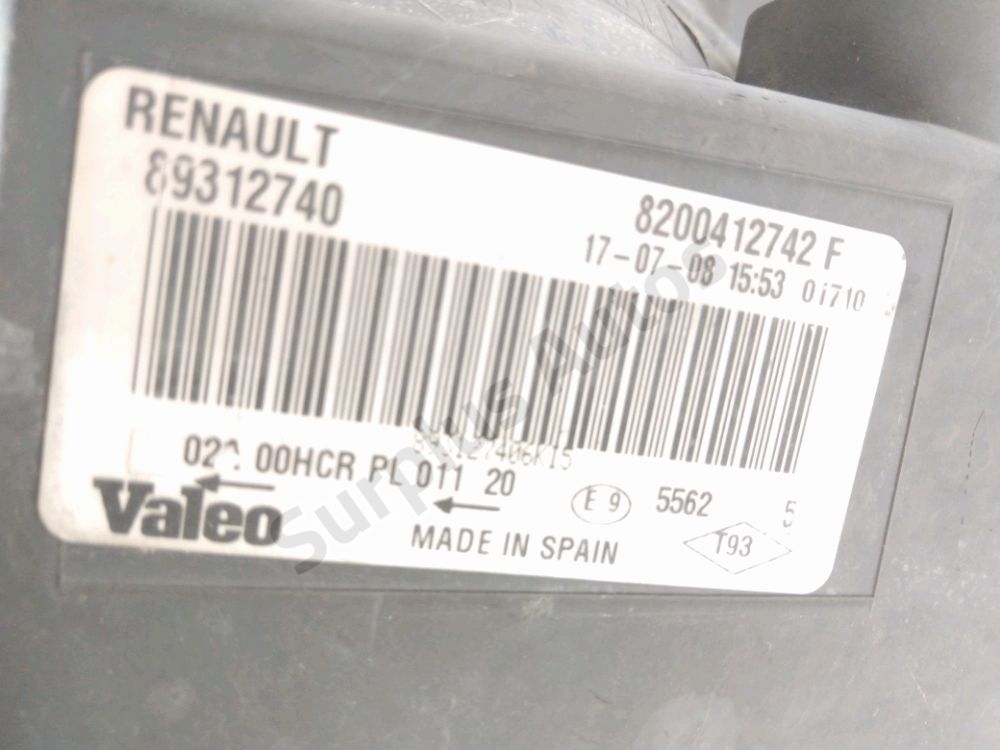 RENAULT
89312740
8200412742 F
17-07-08 15:53 01710
00HCR PL 011 20
E 9 5562 5
Valeo
MADE IN SPAIN
T93
Surplus Autos